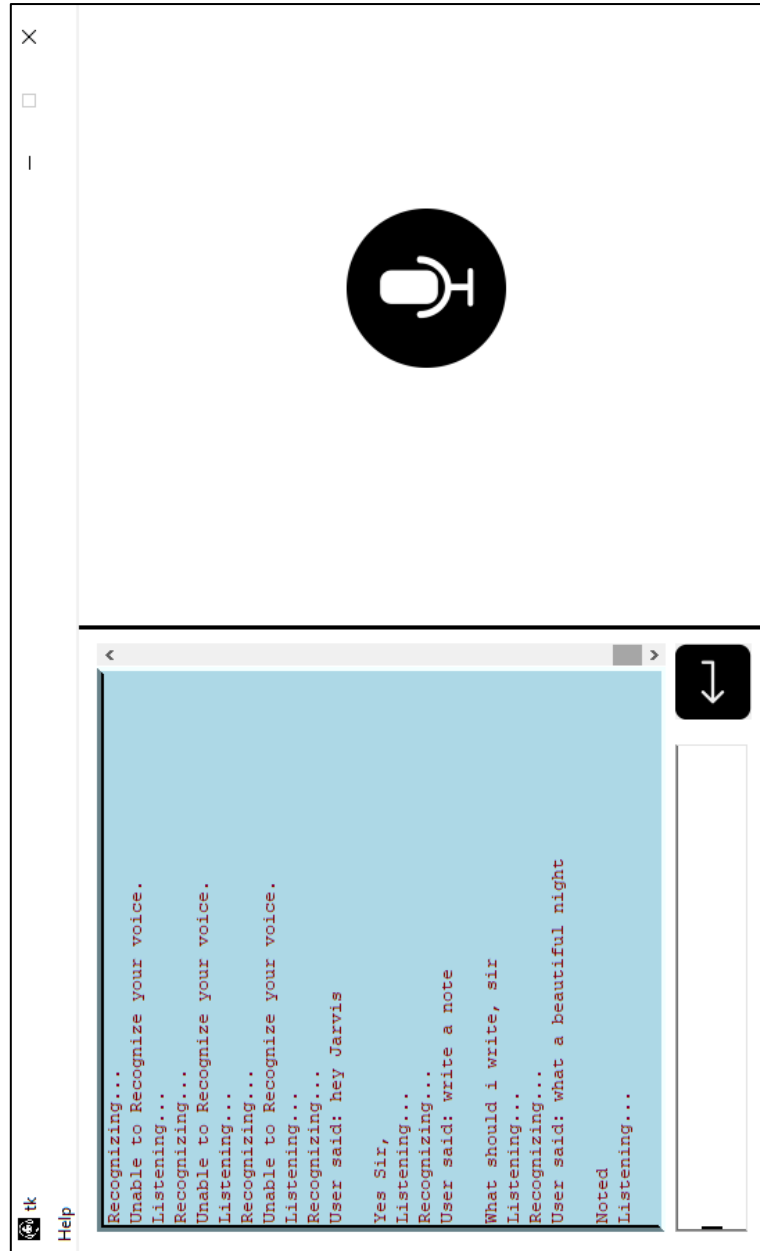 tk
Help
Recognizing...
Unable to Recognize your voice.
Listening...
Recognizing...
Unable to Recognize your voice.
Listening...
Recognizing...
Unable to Recognize your voice.
Listening...
Recognizing...
User said: hey Jarvis
Yes Sir,
Listening...
Recognizing...
User said: write a note
What should i write, sir
Listening...
Recognizing...
User said: what a beautiful night
Noted
Listening...